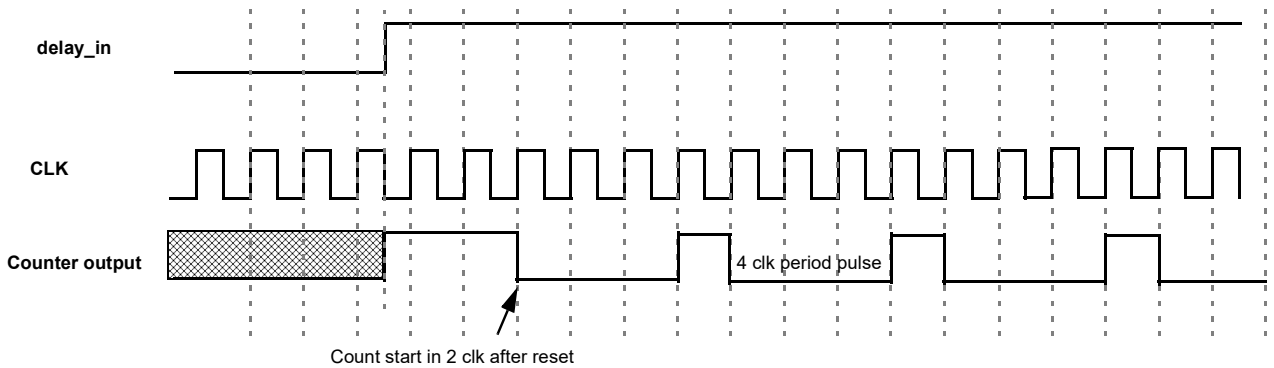 delay_in
CLK
Counter output
4 clk period pulse
Count start in 2 clk after reset